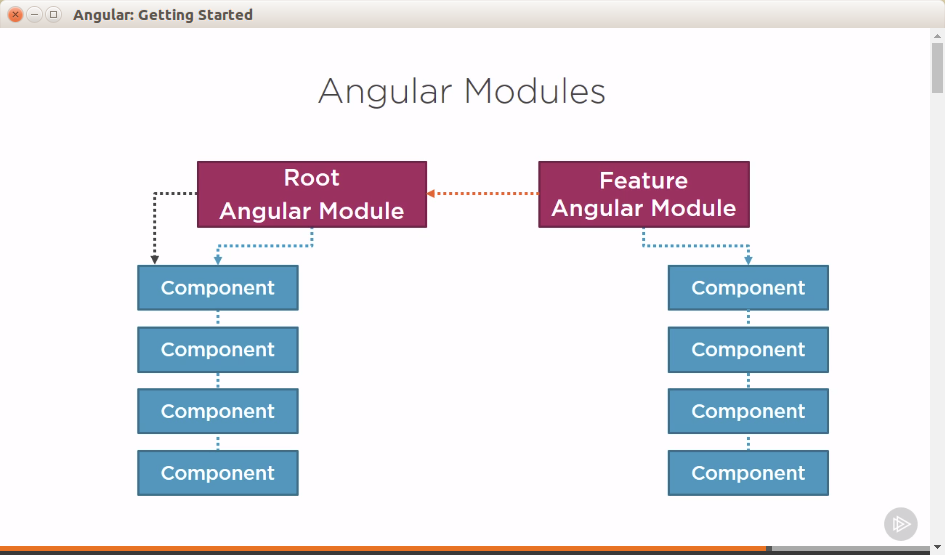 Angular: Getting Started
Angular Modules
Root
Angular Module
Feature
Angular Module
Component
Component
Component
Component
Component
Component
Component
Component